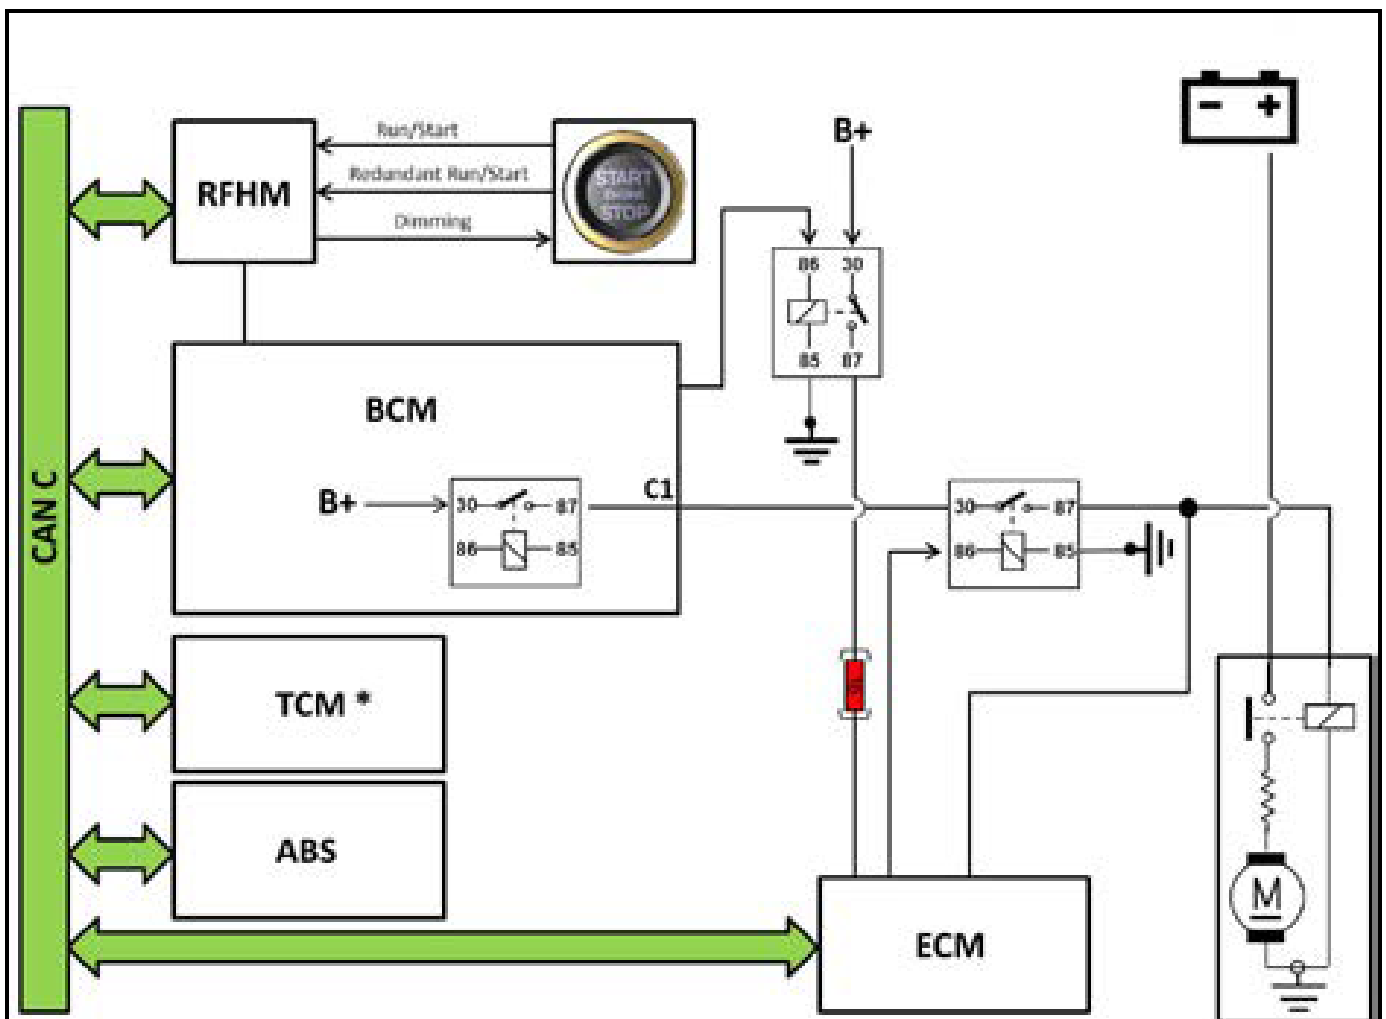 B+
- +
RFHM
Run/Start
Redundant Run/Start
Dimming
START
STOP
86 30
85 87
BCM
B+
30 87
86 85
C1
30 87
86 85
CAN C
TCM *
ABS
ECM
M